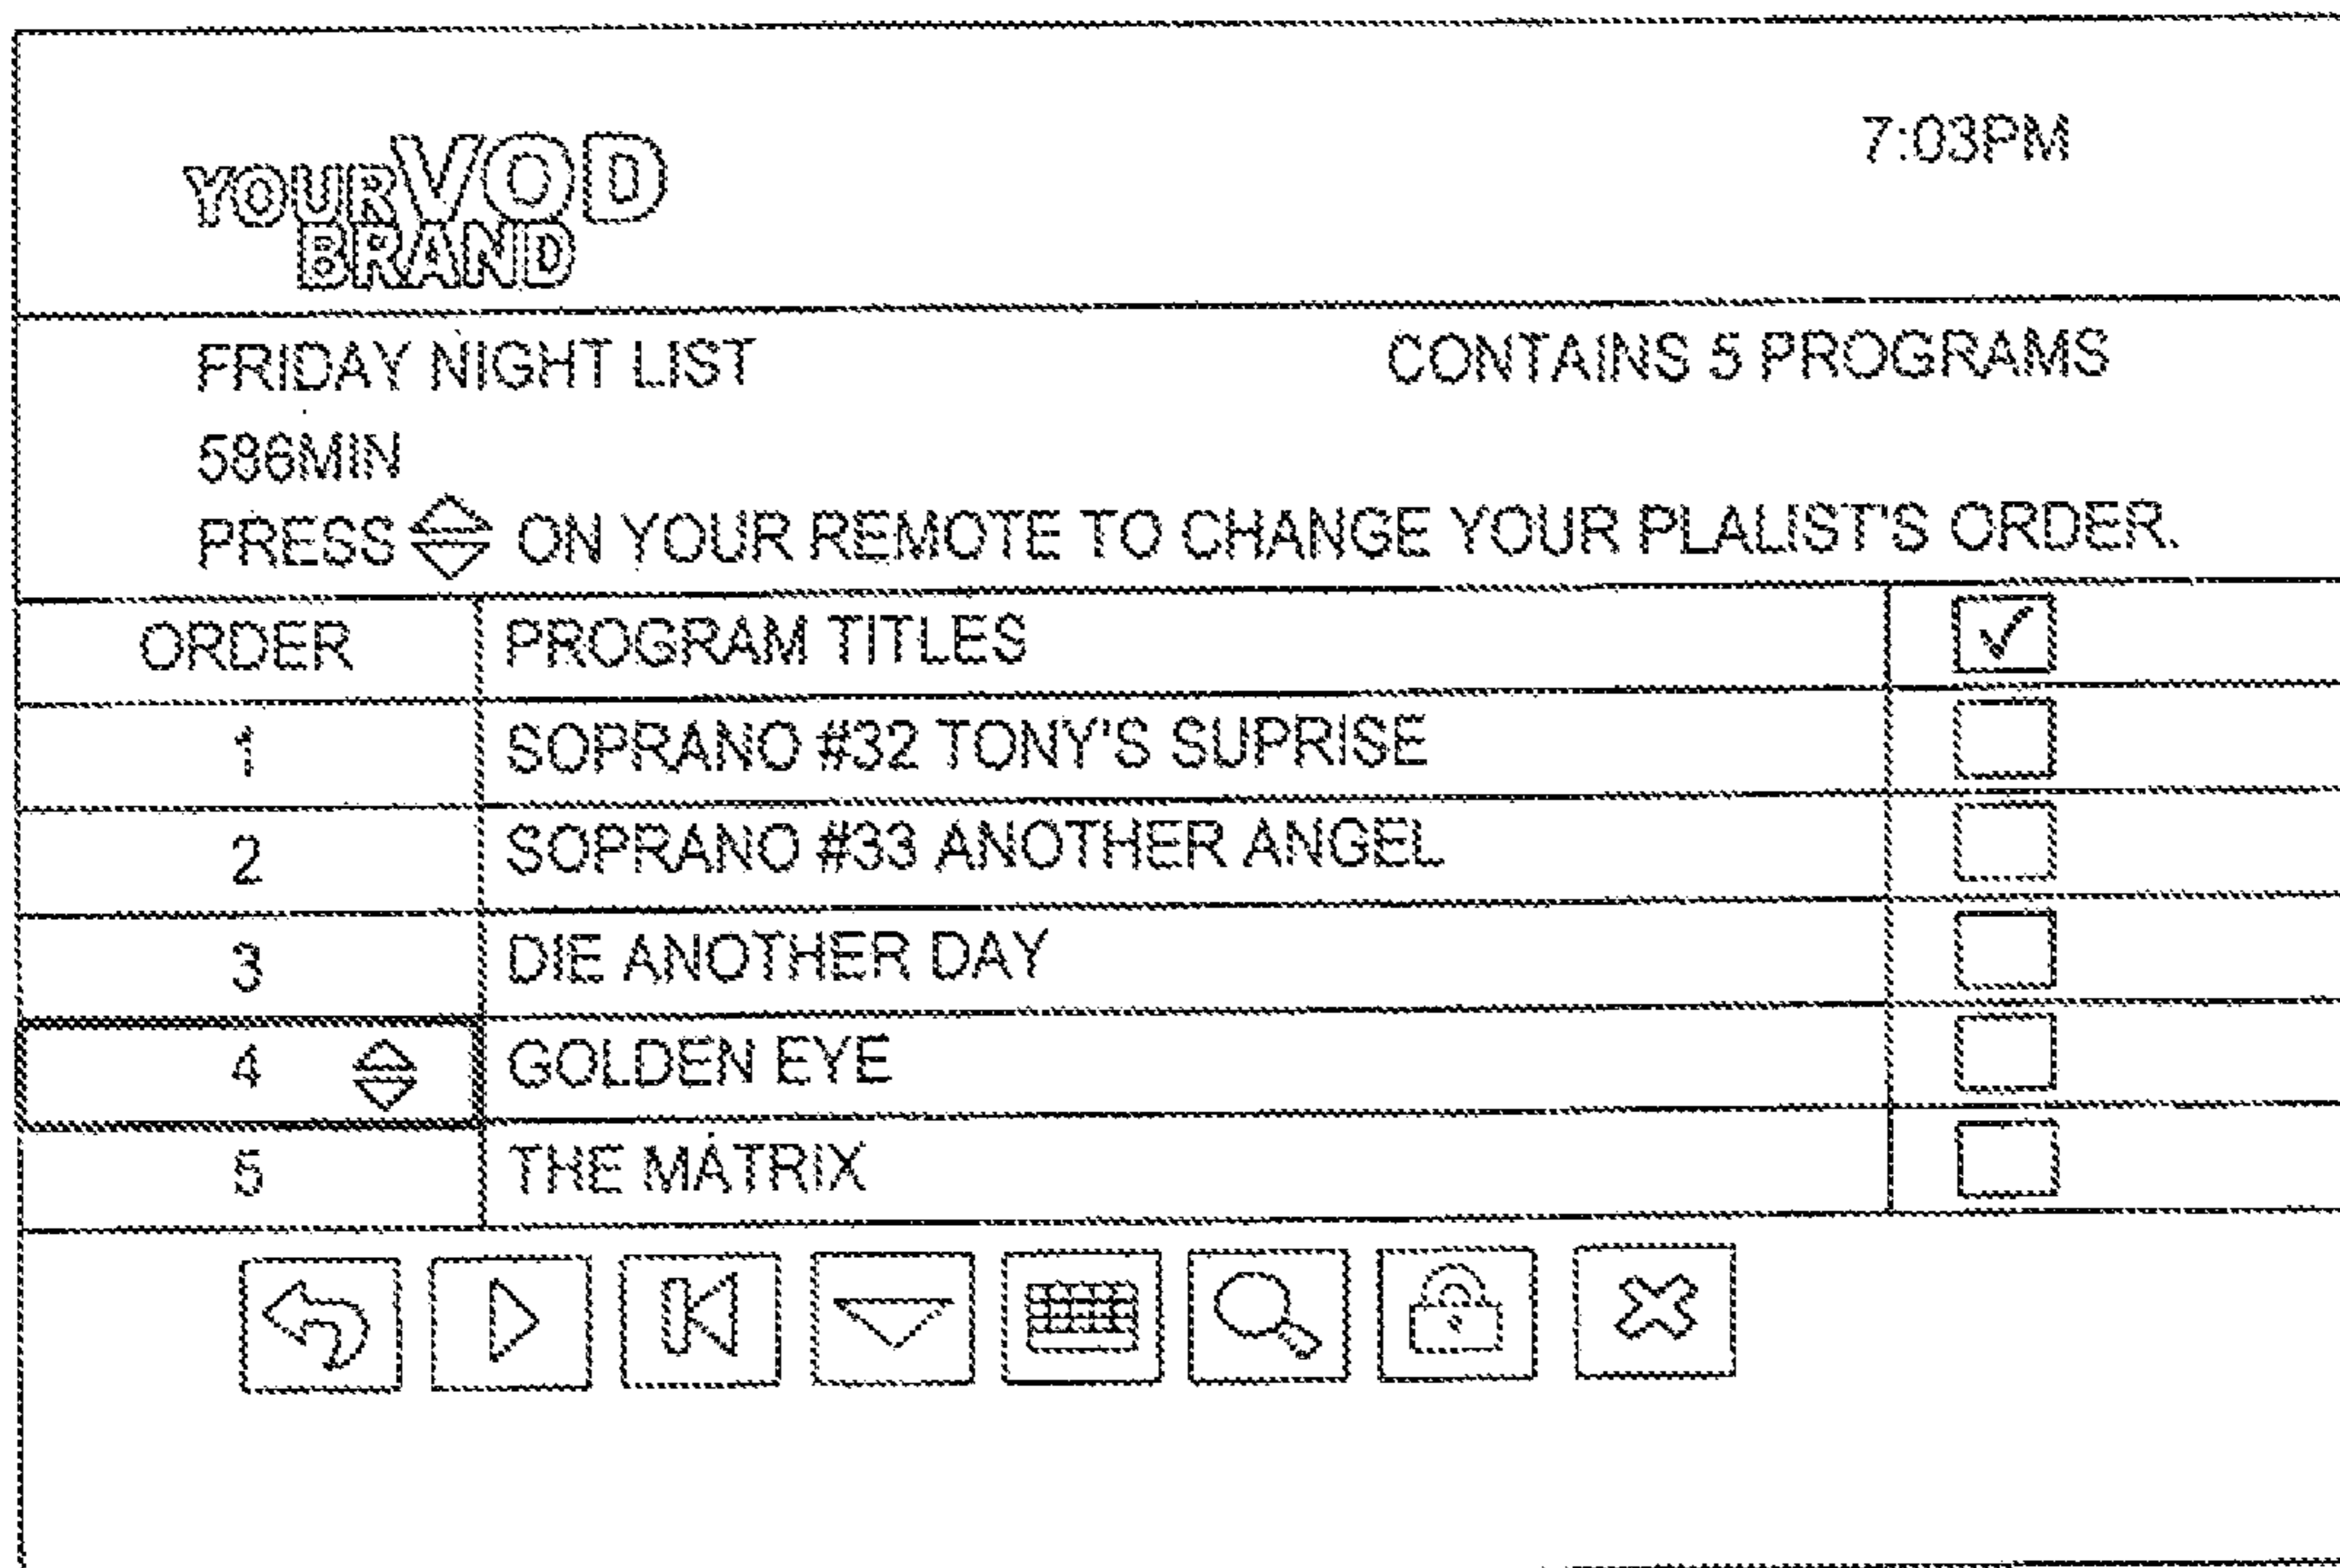 7:03PM
YOUR VOD
BRAND
FRIDAY NIGHT LIST CONTAINS 5 PROGRAMS
586MIN
PRESS ON YOUR REMOTE TO CHANGE YOUR PLALIST'S ORDER.
ORDER PROGRAM TITLES
1 SOPRANO #32 TONY'S SUPRISE
2 SOPRANO #33 ANOTHER ANGEL
3 DIE ANOTHER DAY
4 GOLDEN EYE
5 THE MATRIX